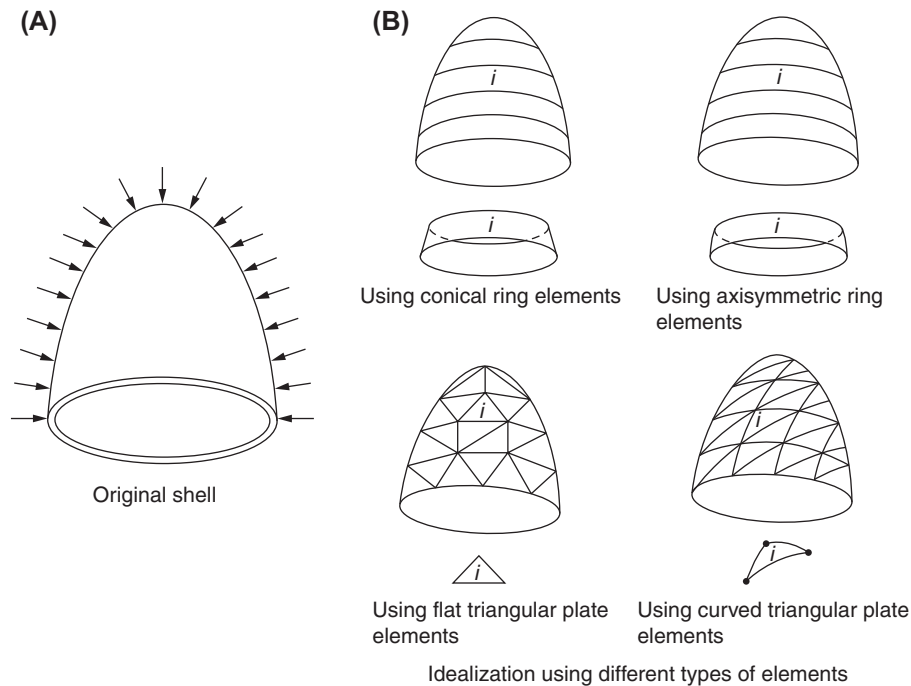 (A)
Original shell
(B)
i
i
i
i
Using conical ring elements
Using axisymmetric ring
elements
i
i
i
i
Using flat triangular plate
elements
Using curved triangular plate
elements
Idealization using different types of elements